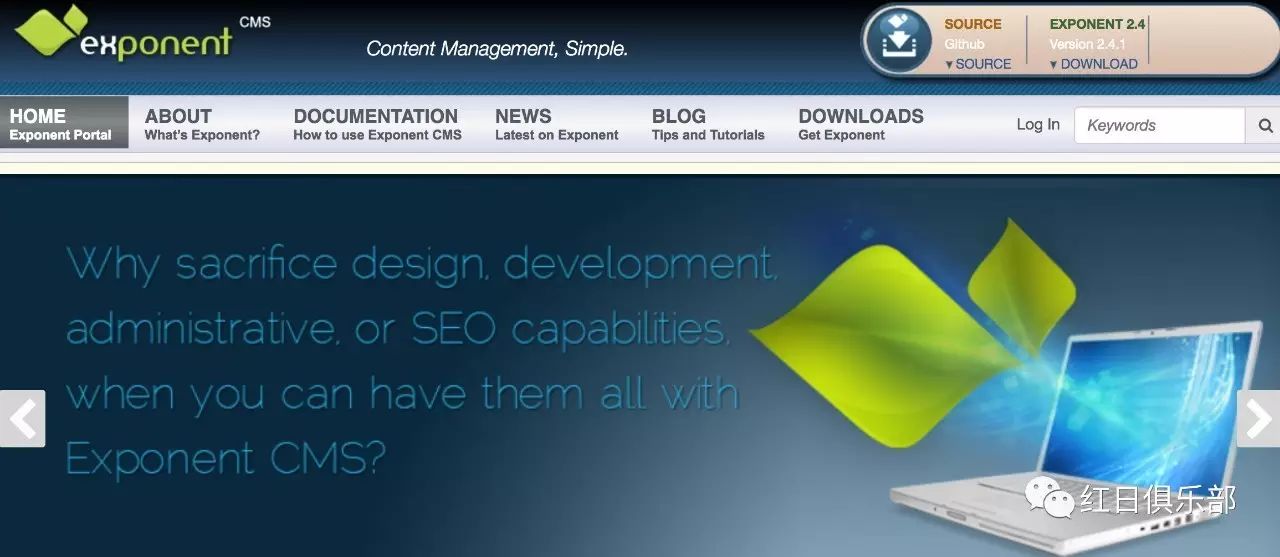 exponent CMS
Content Management, Simple.
SOURCE
Github
▾ SOURCE
EXPONENT 2.4
Version 2.4.1
▾ DOWNLOAD
HOME
Exponent Portal
ABOUT
What's Exponent?
DOCUMENTATION
How to use Exponent CMS
NEWS
Latest on Exponent
BLOG
Tips and Tutorials
DOWNLOADS
Get Exponent
Log In
Keywords
Why sacrifice design, development,
administrative, or SEO capabilities,
when you can have them all with
Exponent CMS?
红日俱乐部